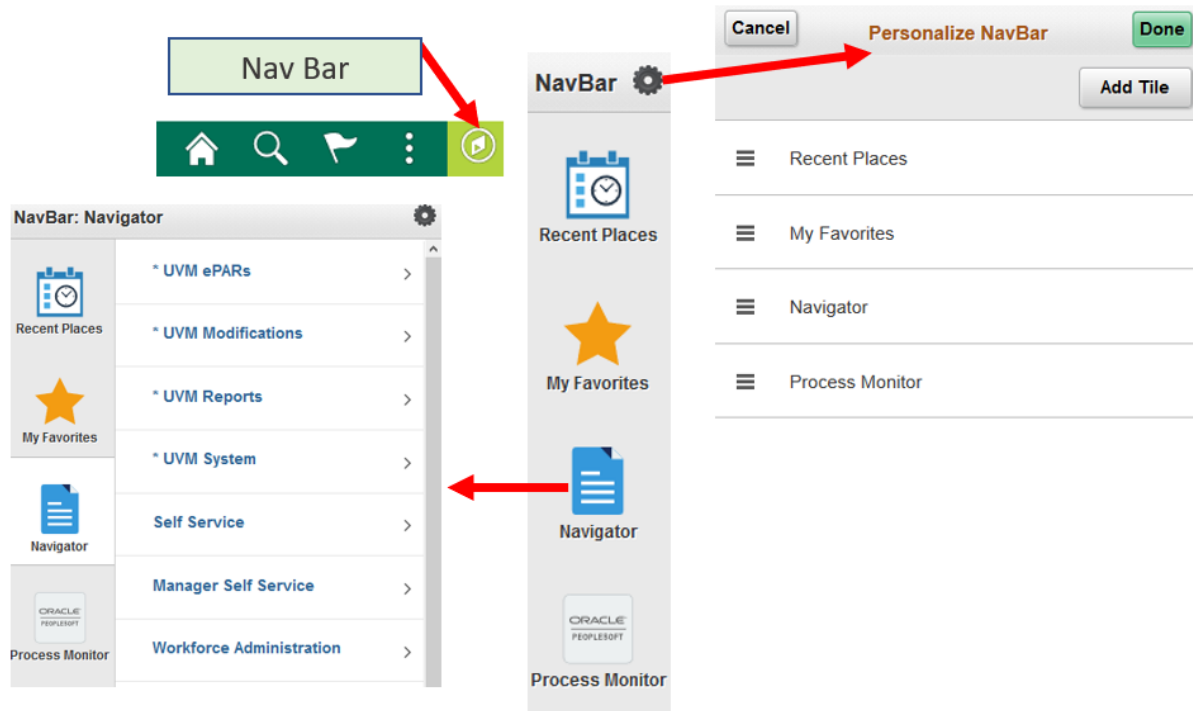 Nav Bar
NavBar: Navigator
Recent Places
My Favorites
Navigator
ORACLE
PEOPLESOFT
Process Monitor
* UVM ePARs
* UVM Modifications
* UVM Reports
* UVM System
Self Service
Manager Self Service
Workforce Administration
NavBar
Recent Places
My Favorites
Navigator
ORACLE
PEOPLESOFT
Process Monitor
Cancel
Personalize NavBar
Done
Add Tile
Recent Places
My Favorites
Navigator
Process Monitor